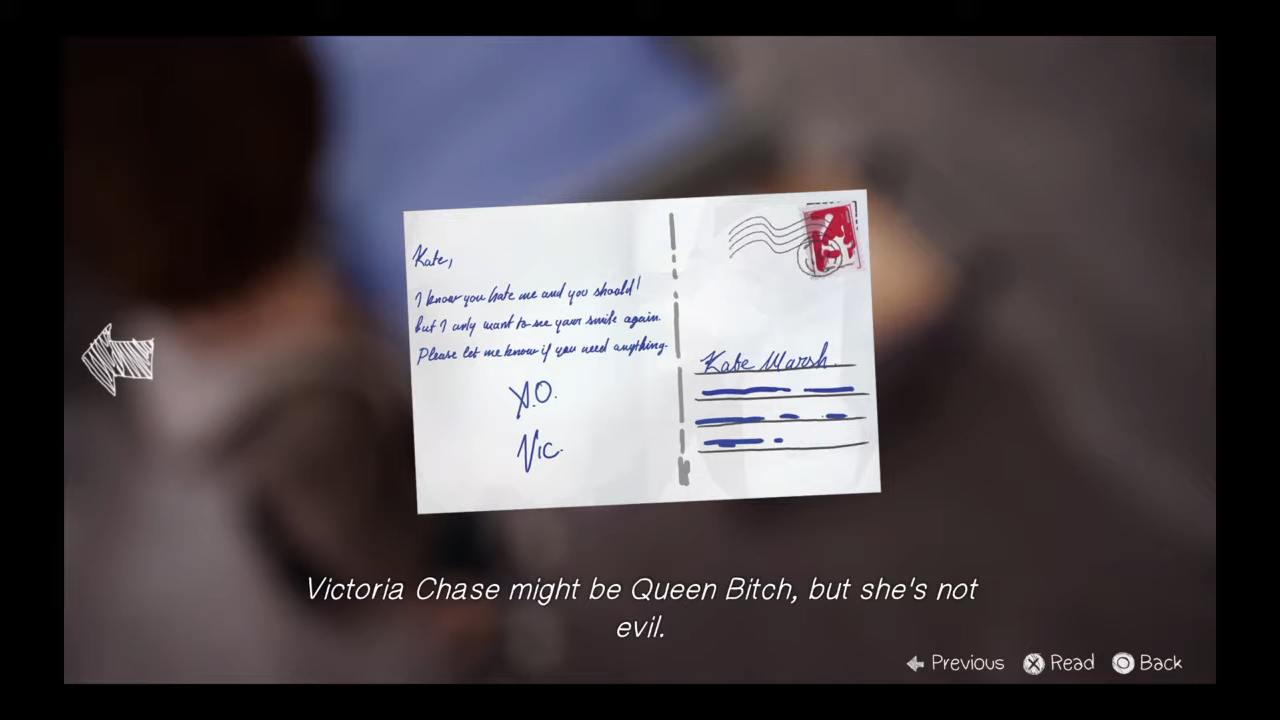 Kate,
I know you hate me and you should!
but I only want to see your smile again.
Please let me know if you need anything.
X.O.
Vic.
Kate Marsh.
Victoria Chase might be Queen Bitch, but she's not
evil.
Previous Read Back